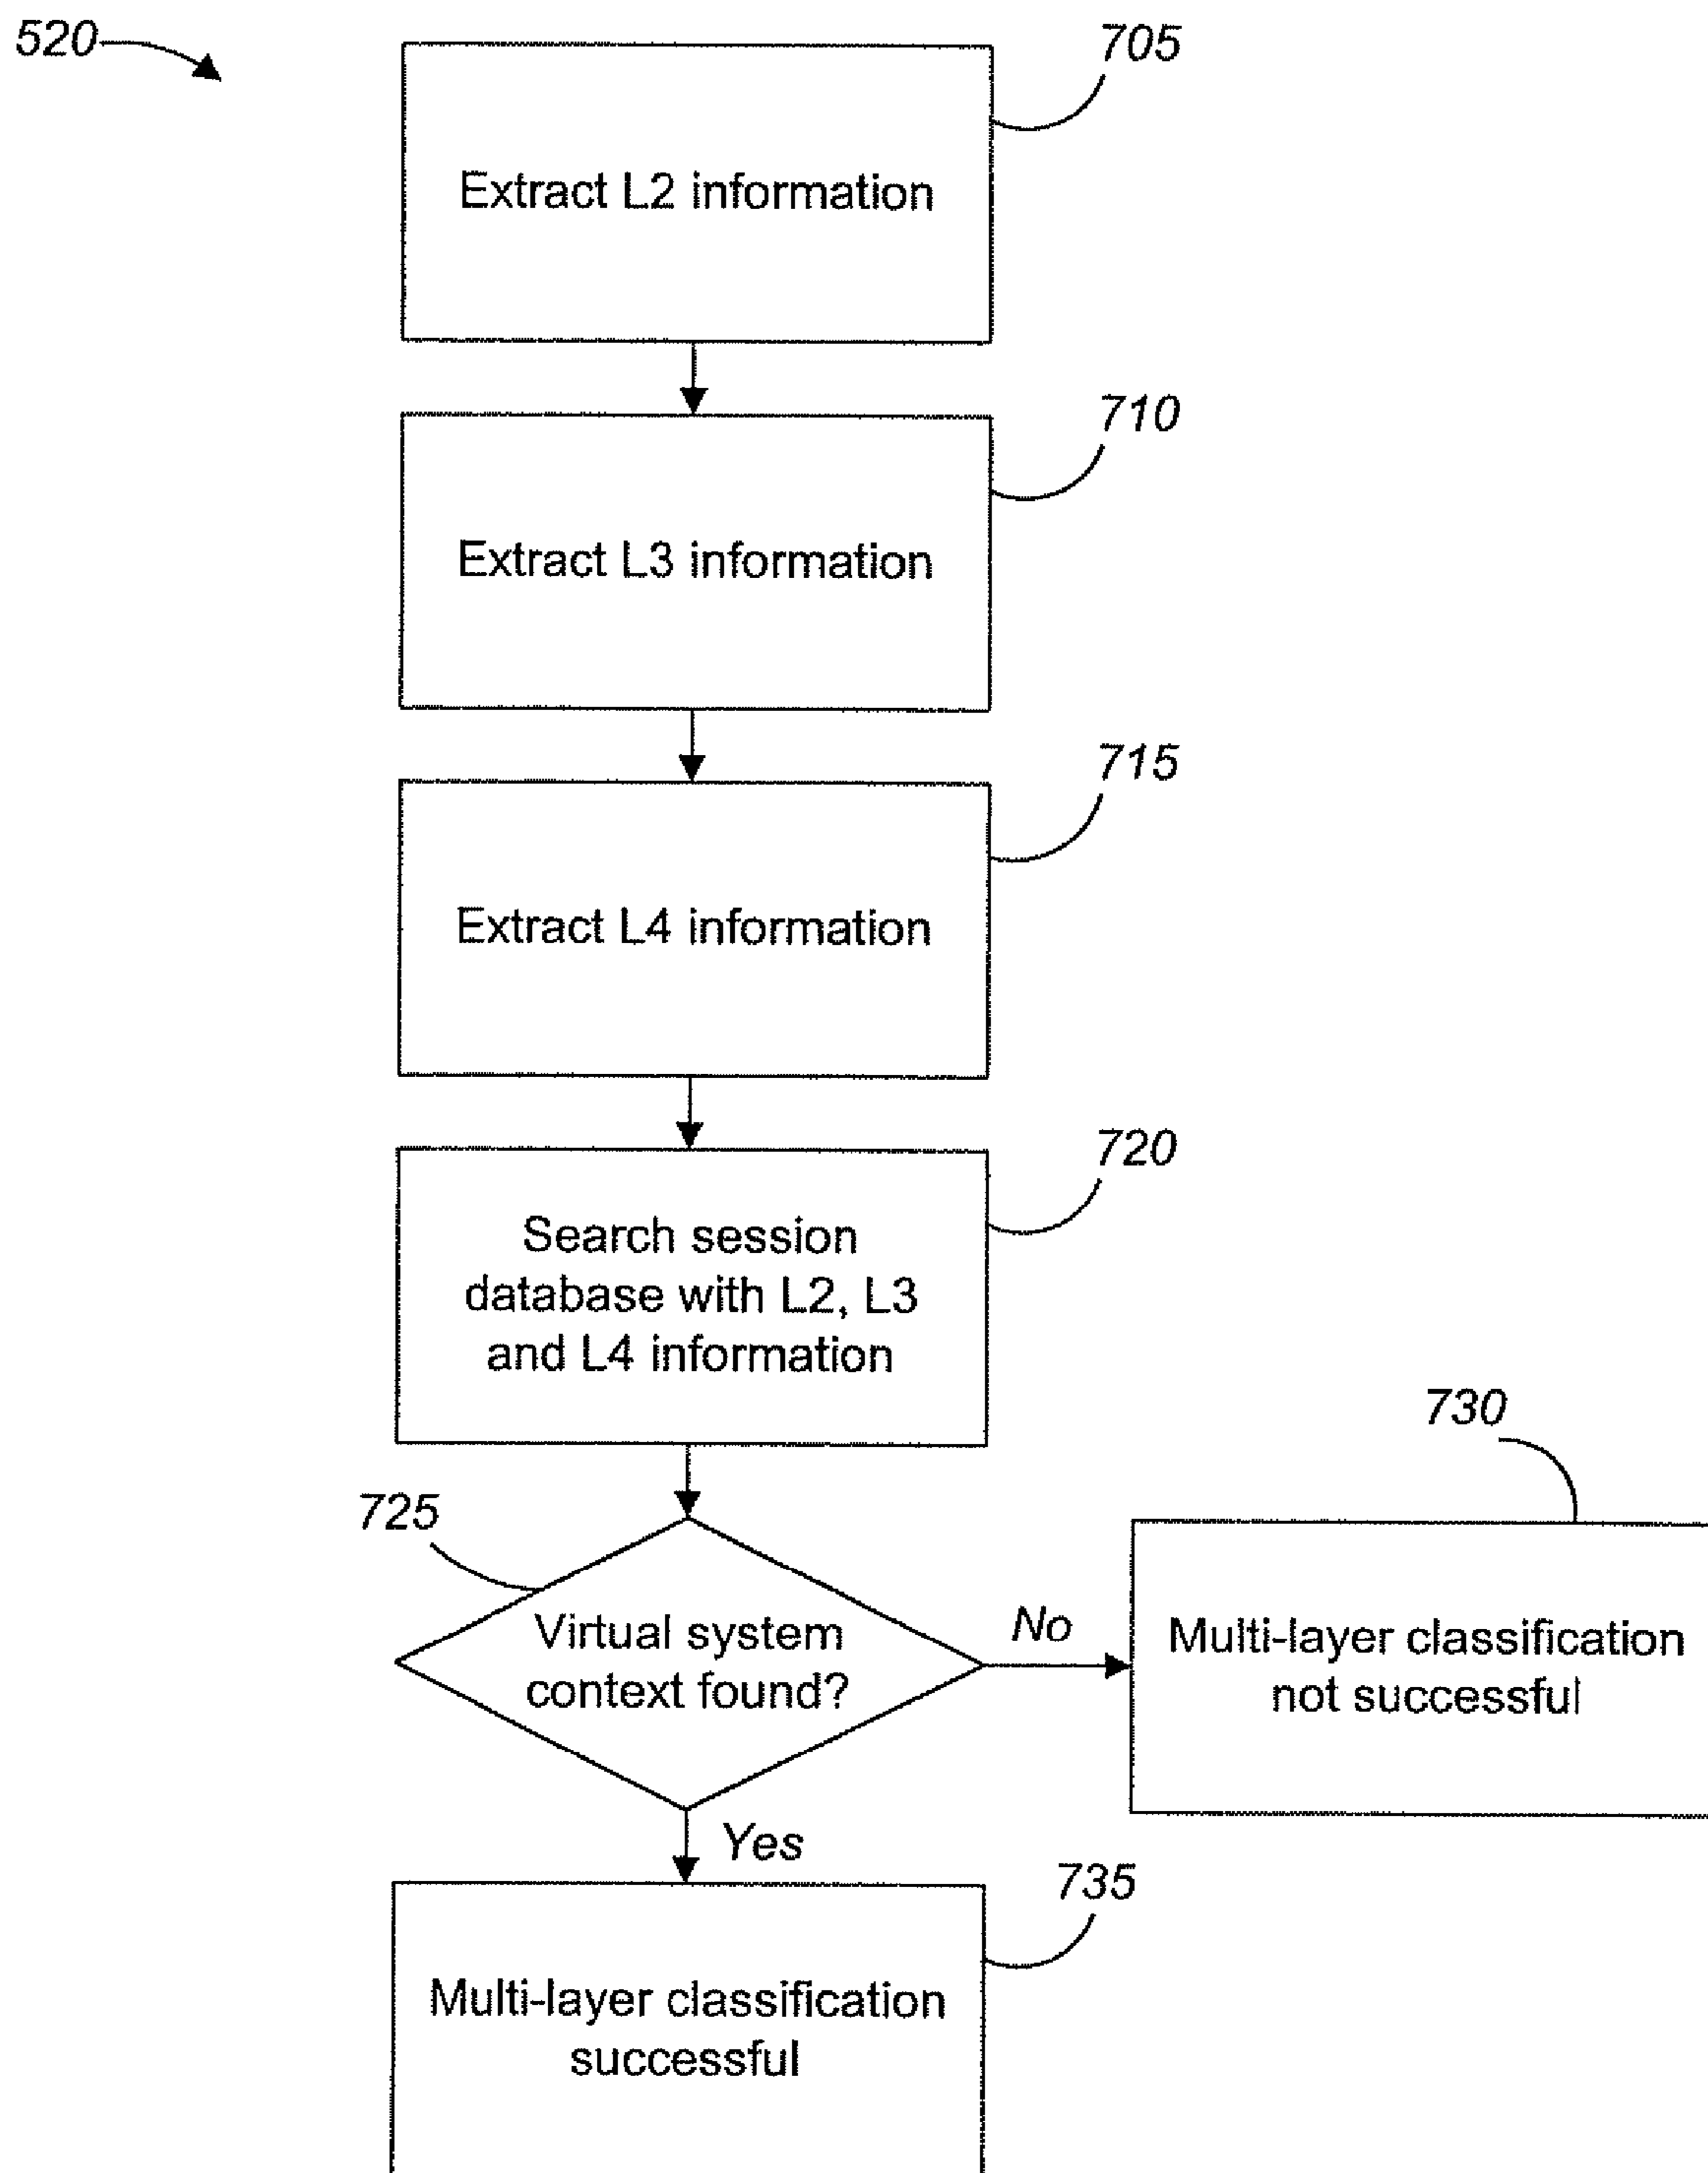 520
705
Extract L2 information
710
Extract L3 information
715
Extract L4 information
720
Search session
database with L2, L3
and L4 information
730
725
Virtual system
context found?
No
Multi-layer classification
not successful
Yes
735
Multi-layer classification
successful